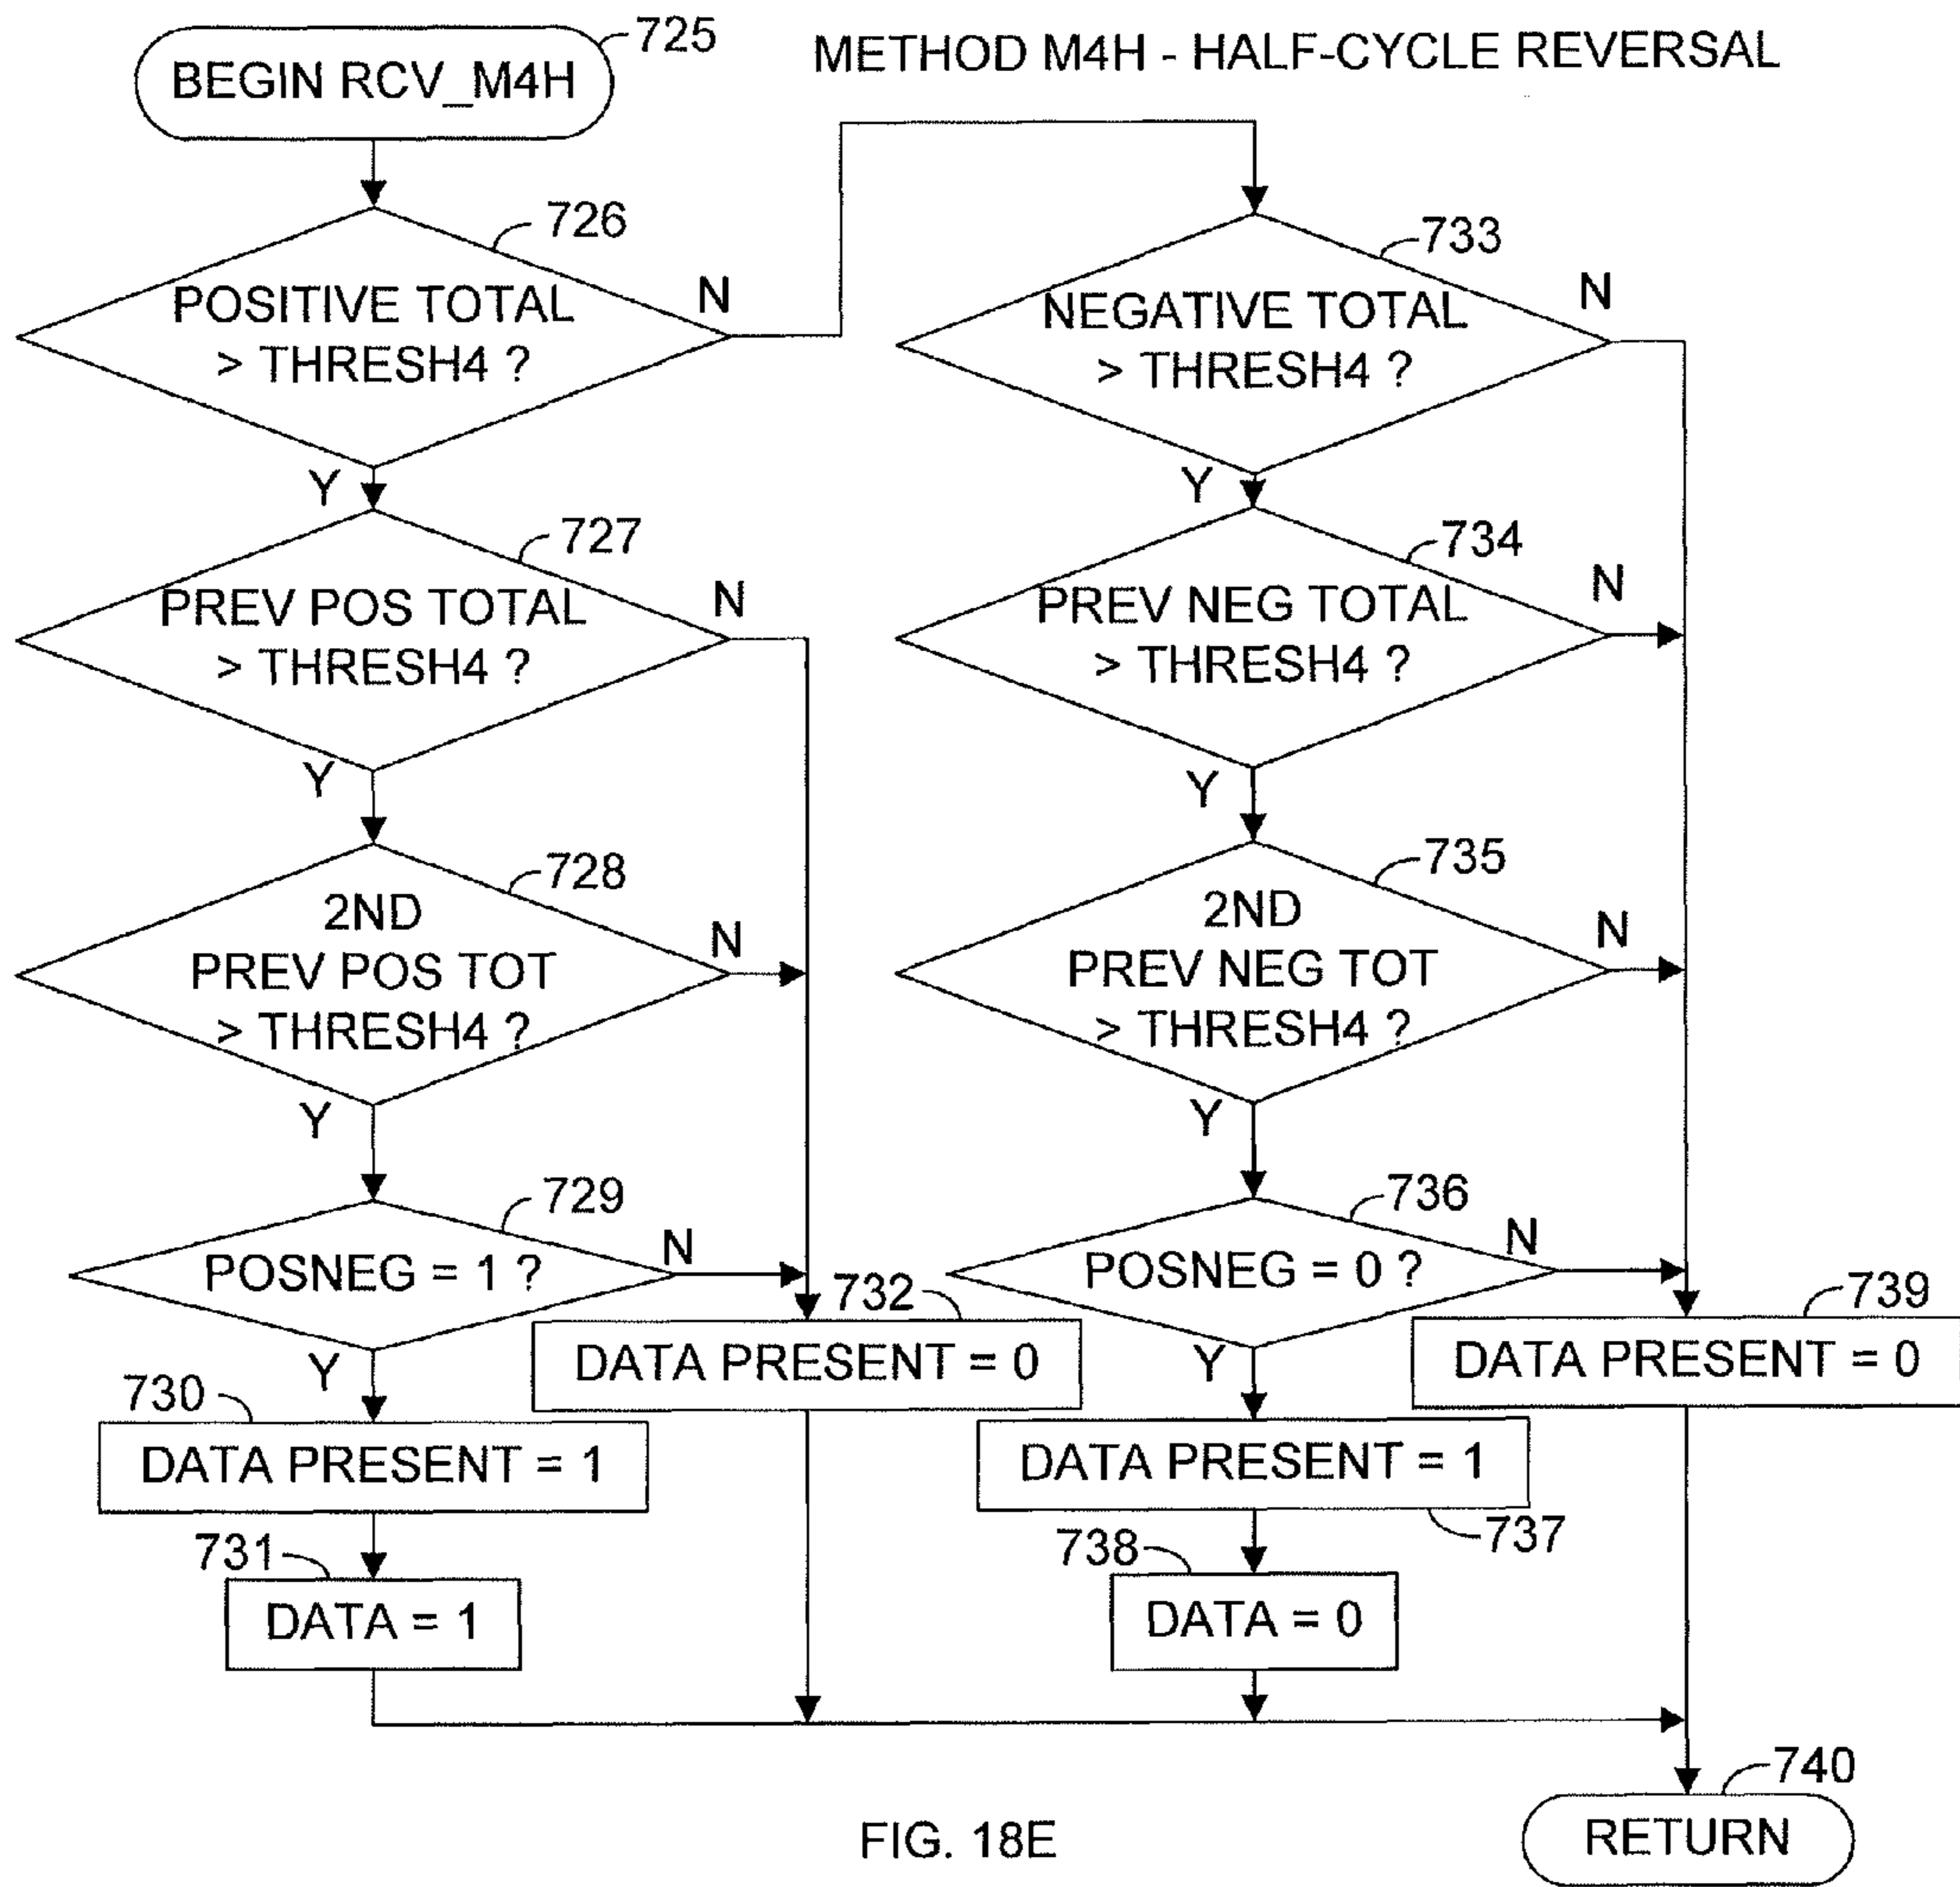 METHOD M4H - HALF-CYCLE REVERSAL
725
BEGIN RCV_M4H
726
POSITIVE TOTAL
> THRESH4 ?
N
Y
727
PREV POS TOTAL
> THRESH4 ?
N
Y
728
2ND
PREV POS TOT
> THRESH4 ?
N
Y
729
POSNEG = 1 ?
N
Y
730
DATA PRESENT = 1
731
DATA = 1
732
DATA PRESENT = 0
733
NEGATIVE TOTAL
> THRESH4 ?
N
Y
734
PREV NEG TOTAL
> THRESH4 ?
N
Y
735
2ND
PREV NEG TOT
> THRESH4 ?
N
Y
736
POSNEG = 0 ?
N
Y
DATA PRESENT = 1
737
738
DATA = 0
739
DATA PRESENT = 0
740
RETURN
FIG. 18E